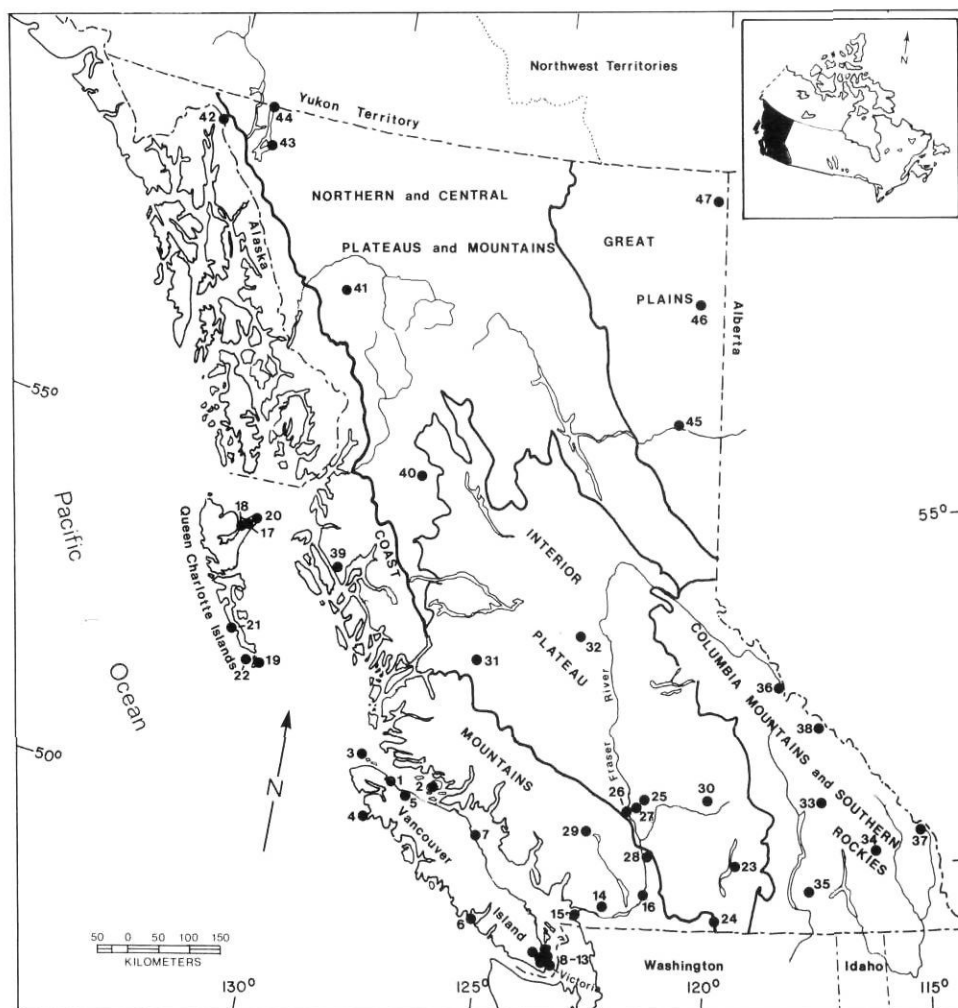 Northwest Territories
N
Yukon Territory
42
44
43
NORTHERN and CENTRAL
PLATEAUS and MOUNTAINS
47
GREAT
PLAINS
46
Alaska
41
Alberta
55°
45
40
55°
Pacific
Ocean
18
20
17
Queen Charlotte Islands
39
COAST
MOUNTAINS
INTERIOR
PLATEAU
21
22
19
31
32
Fraser River
COLUMBIA MOUNTAINS and SOUTHERN
ROCKIES
36
38
50°
N
3
1
2
5
4
Vancouver
Island
7
26
25
27
30
33
29
34
37
28
23
35
14
16
15
6
24
8-13
Victoria
Washington
Idaho
50 0 50 100 150
KILOMETERS
130°
125°
120°
115°